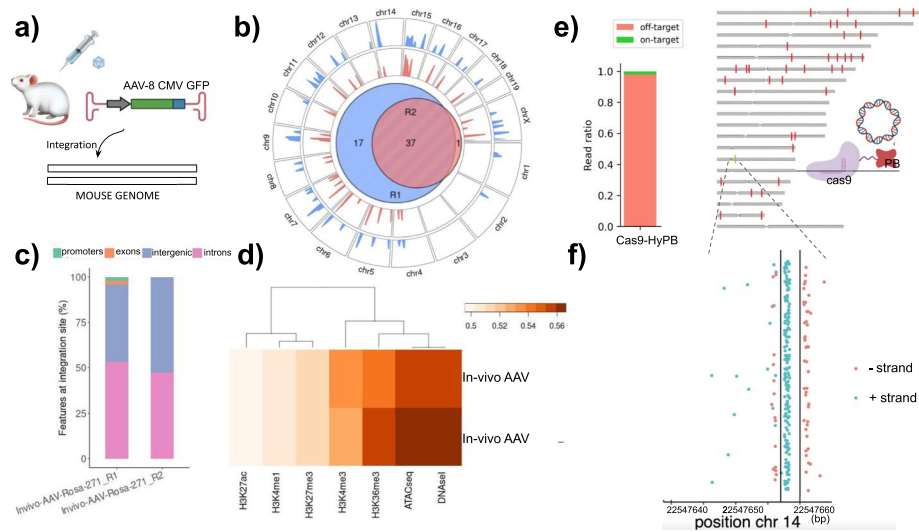 a)
AAV-8 CMV GFP
Integration
MOUSE GENOME
b)
chr14
chr15
chr16
chr17
chr18
chr19
chrX
chr1
chr2
chr3
chr4
chr5
chr6
chr7
chr8
chr9
chr10
chr11
chr12
chr13
R2
17
37
1
R1
c)
promoters
exons
intergenic
introns
Features at integration site (%)
100
75
50
25
0
Invivo-AAV-Rosa-271_R1
Invivo-AAV-Rosa-271_R2
d)
0.5
0.52
0.54
0.56
In-vivo AAV
In-vivo AAV
H3K27ac
H3K4me1
H3K27me3
H3K4me3
H3K36me3
ATACseq
DNAseI
e)
off-target
on-target
Read ratio
1.0
0.8
0.6
0.4
0.2
0.0
Cas9-HyPB
cas9
PB
f)
- strand
+ strand
22547640
22547650
22547660
position chr 14
(bp)